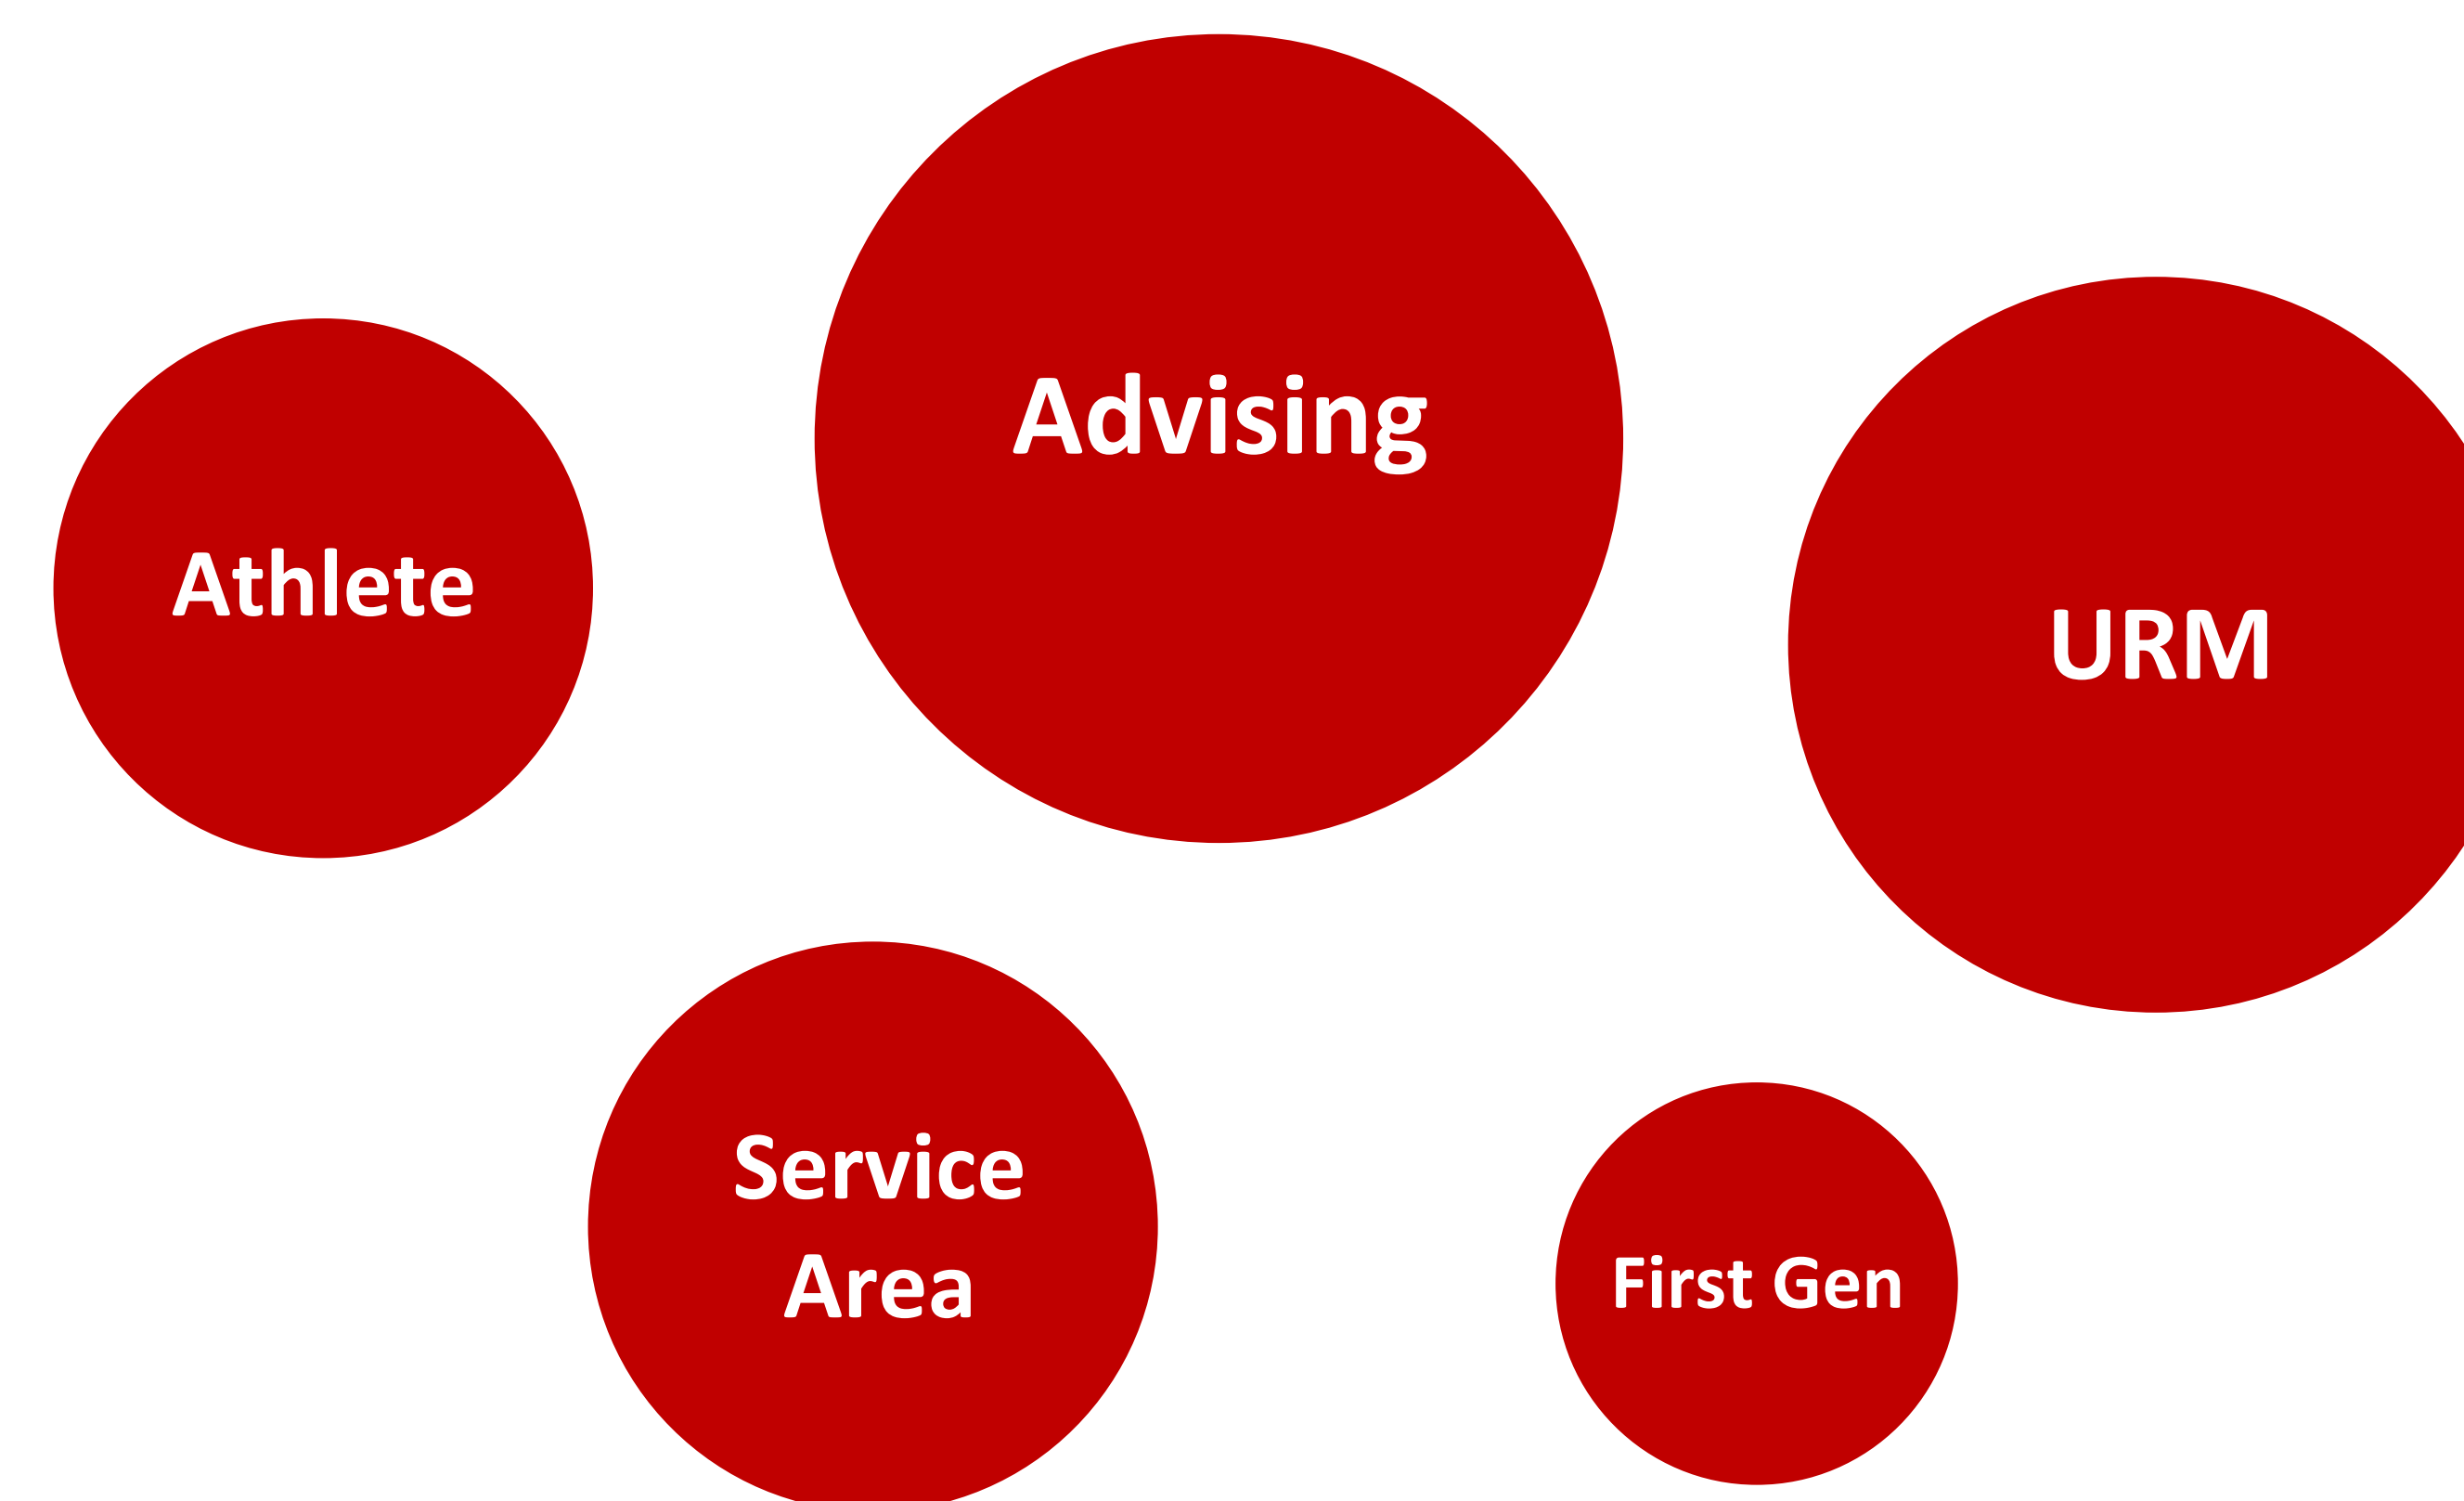 Advising
Athlete
URM
Service
Area
First Gen